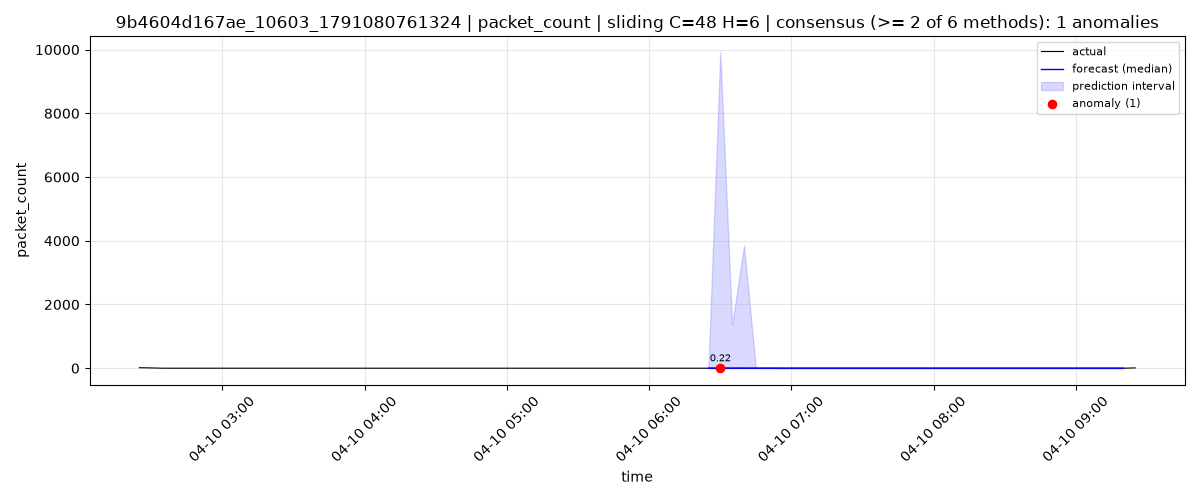 9b4604d167ae_10603_1791080761324 | packet_count | sliding C=48 H=6 | consensus (>= 2 of 6 methods): 1 anomalies
actual
forecast (median)
prediction interval
anomaly (1)
packet_count
10000
8000
6000
4000
2000
0
0.22
04-10 03:00
04-10 04:00
04-10 05:00
04-10 06:00
04-10 07:00
04-10 08:00
04-10 09:00
time